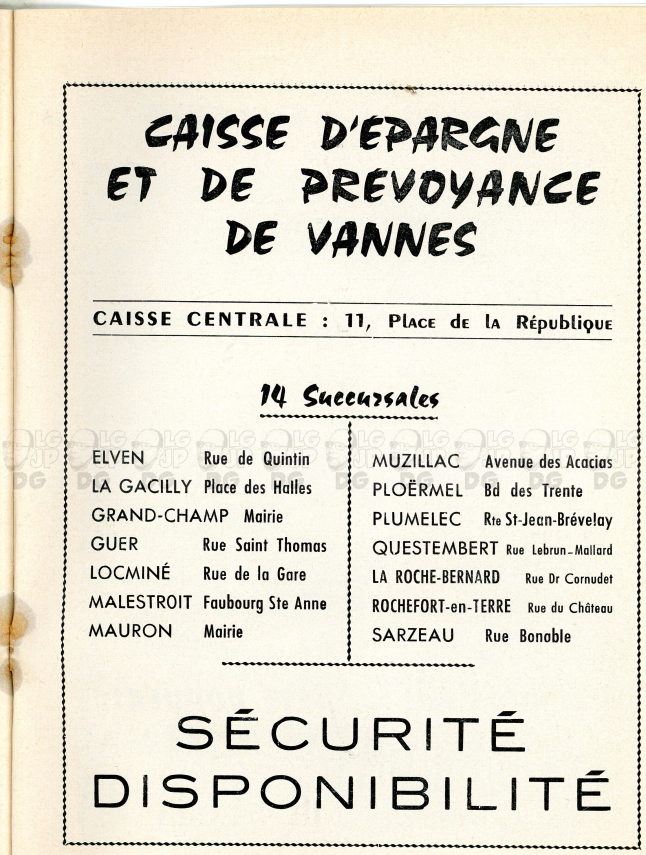 CAISSE D'EPARGNE
ET DE PREVOYANCE
DE VANNES
CAISSE CENTRALE : 11, Place de la République
14 Succursales
ELVEN Rue de Quintin
LA GACILLY Place des Halles
GRAND-CHAMP Mairie
GUER Rue Saint Thomas
LOCMINÉ Rue de la Gare
MALESTROIT Faubourg Ste Anne
MAURON Mairie
MUZILLAC Avenue des Acacias
PLOËRMEL Bd des Trente
PLUMELEC Rte St-Jean-Brévelay
QUESTEMBERT Rue Lebrun-Mallard
LA ROCHE-BERNARD Rue Dr Cornudet
ROCHEFORT-en-TERRE Rue du Château
SARZEAU Rue Bonable
SÉCURITÉ
DISPONIBILITÉ